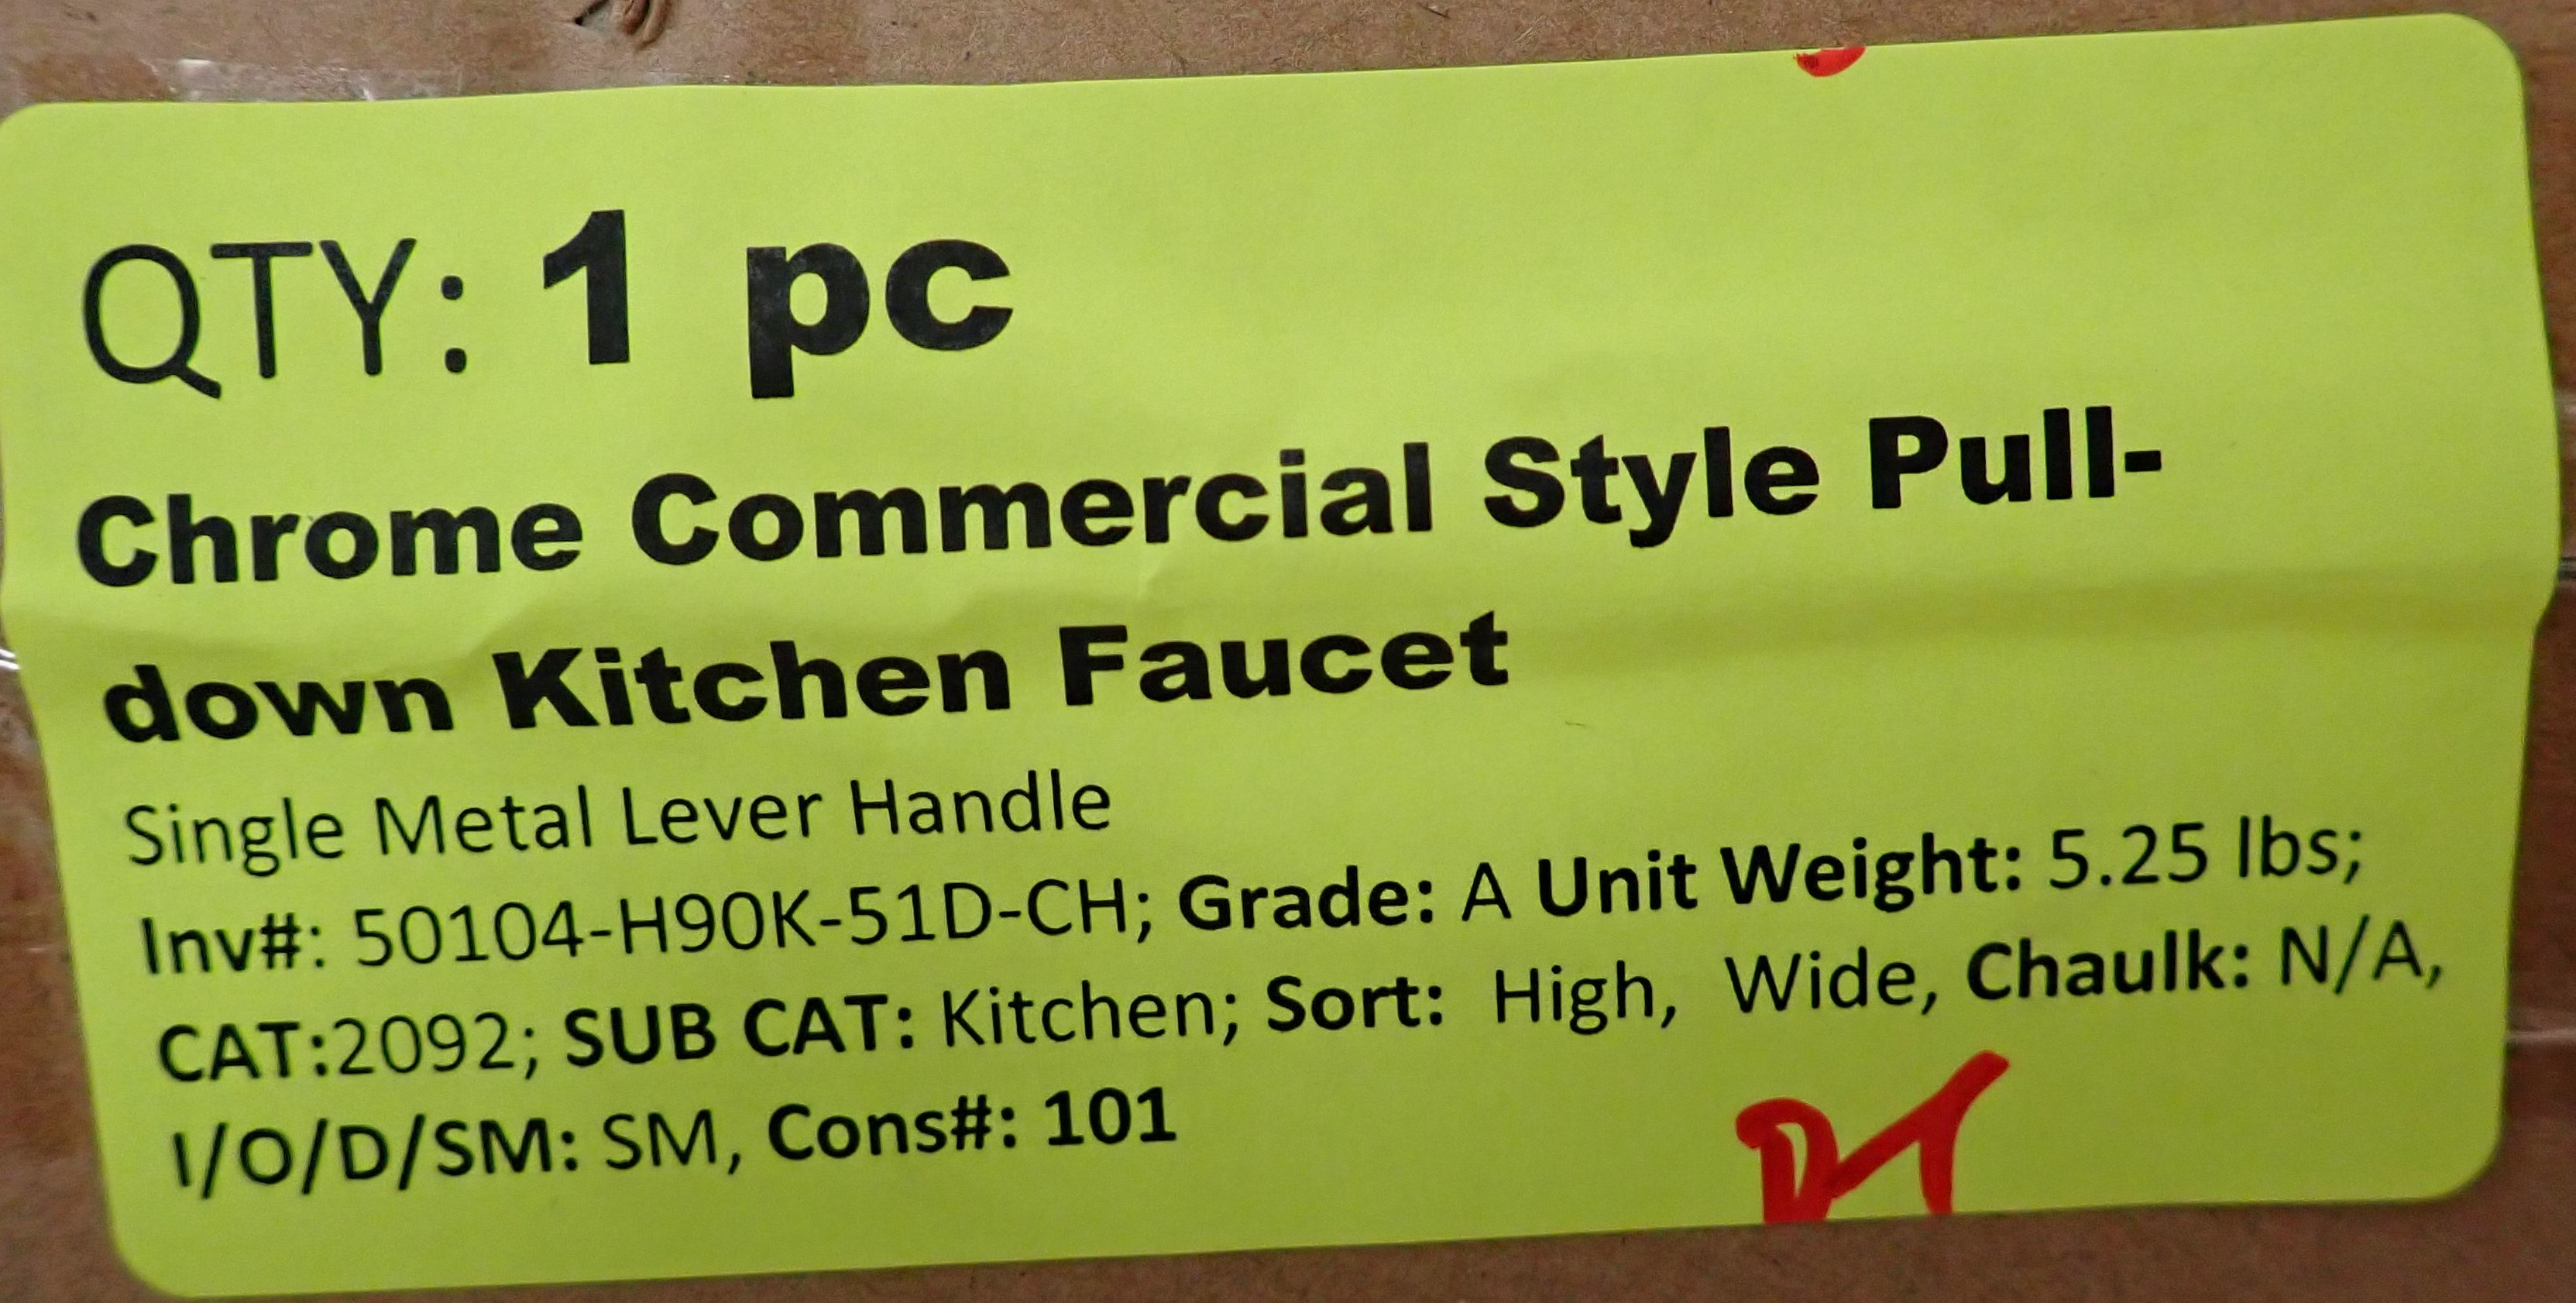 QTY: 1 pc
Chrome Commercial Style Pull-
down Kitchen Faucet
Single Metal Lever Handle
Inv#: 50104-H90K-51D-CH; Grade: A Unit Weight: 5.25 lbs;
CAT:2092; SUB CAT: Kitchen; Sort: High, Wide, Chaulk: N/A,
I/O/D/SM: SM, Cons#: 101